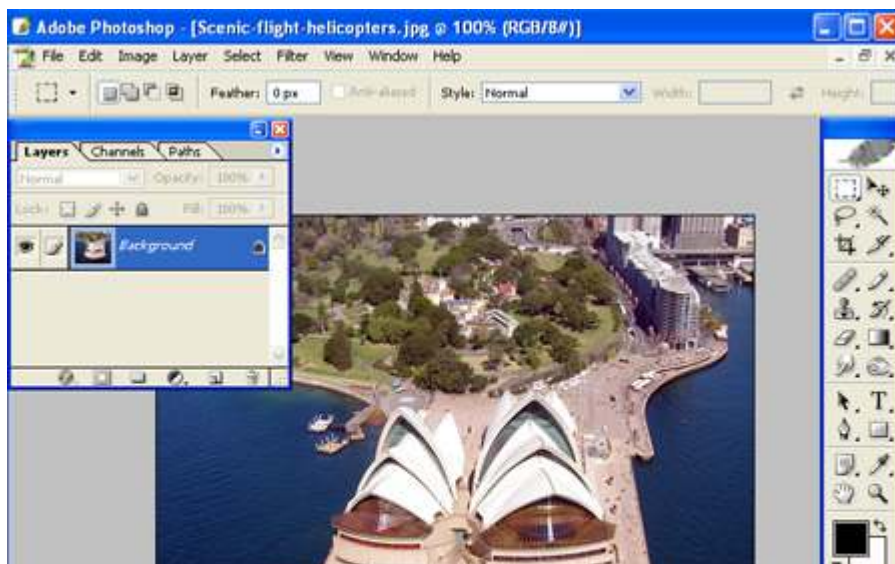 Adobe Photoshop - [Scenic-flight-helicopters.jpg @ 100% (RGB/8#)]
File Edit Image Layer Select Filter View Window Help
Feather: 0 px Anti-aliased Style: Normal Width: Height:
Layers Channels Paths
Normal Opacity: 100%
Lock: Fill: 100%
Background
T